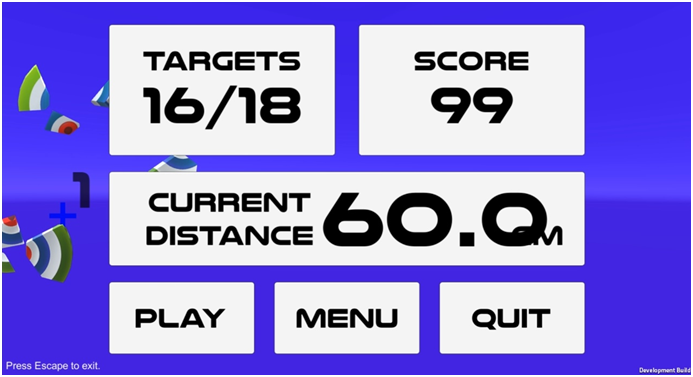 TARGETS
16/18
SCORE
99
+1
CURRENT
DISTANCE
60.0 CM
PLAY
MENU
QUIT
Press Escape to exit.
Development Build